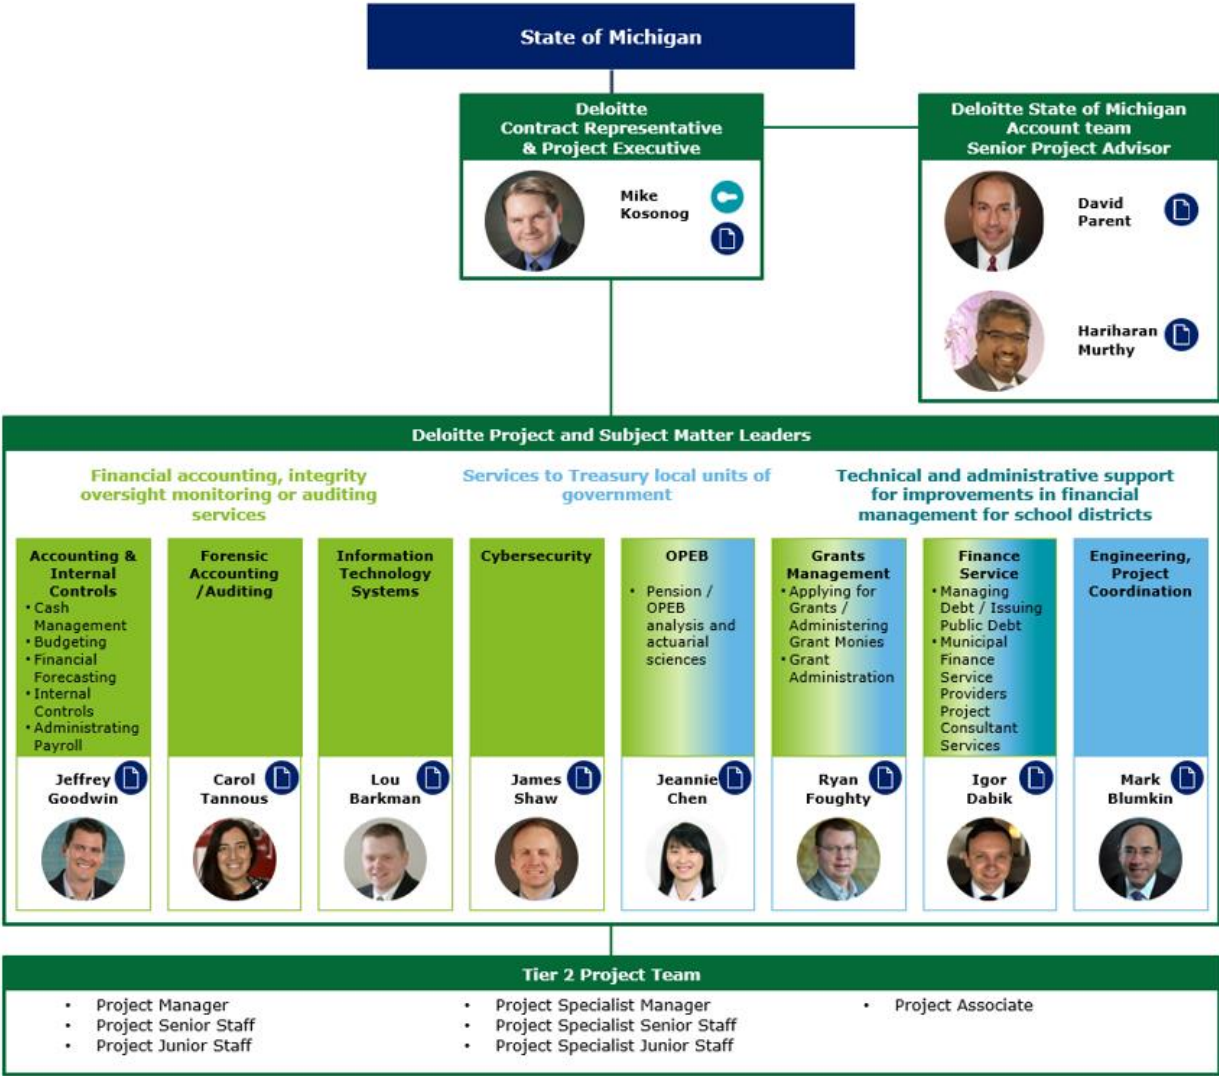 State of Michigan
Deloitte
Contract Representative
& Project Executive
Mike
Kosonog
Deloitte State of Michigan
Account team
Senior Project Advisor
David
Parent
Hariharan
Murthy
Deloitte Project and Subject Matter Leaders
Financial accounting, integrity
oversight monitoring or auditing
services
Services to Treasury local units of
government
Technical and administrative support
for improvements in financial
management for school districts
Accounting &
Internal
Controls
• Cash
Management
• Budgeting
• Financial
Forecasting
• Internal
Controls
• Administrating
Payroll
Jeffrey
Goodwin
Forensic
Accounting
/Auditing
Carol
Tannous
Information
Technology
Systems
Lou
Barkman
Cybersecurity
James
Shaw
OPEB
• Pension /
OPEB
analysis and
actuarial
sciences
Jeannie
Chen
Grants
Management
• Applying for
Grants /
Administering
Grant Monies
• Grant
Administration
Ryan
Foughty
Finance
Service
• Managing
Debt / Issuing
Public Debt
• Municipal
Finance
Service
Providers
Project
Consultant
Services
Igor
Dabik
Engineering,
Project
Coordination
Mark
Blumkin
Tier 2 Project Team
• Project Manager
• Project Senior Staff
• Project Junior Staff
• Project Specialist Manager
• Project Specialist Senior Staff
• Project Specialist Junior Staff
• Project Associate